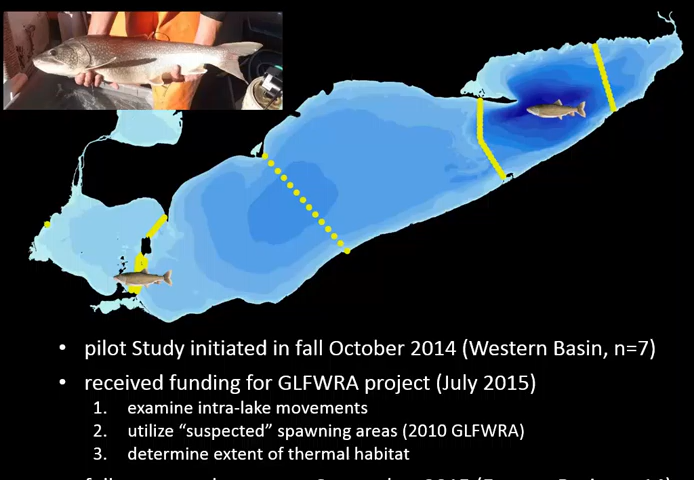 • pilot Study initiated in fall October 2014 (Western Basin, n=7)
• received funding for GLFWRA project (July 2015)
1. examine intra-lake movements
2. utilize “suspected” spawning areas (2010 GLFWRA)
3. determine extent of thermal habitat